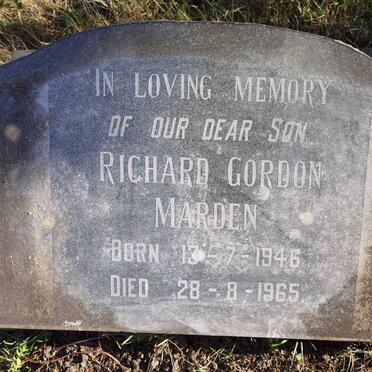 IN LOVING MEMORY
OF OUR DEAR SON
RICHARD GORDON
MARDEN
BORN 13-7-1946
DIED 28-8-1965